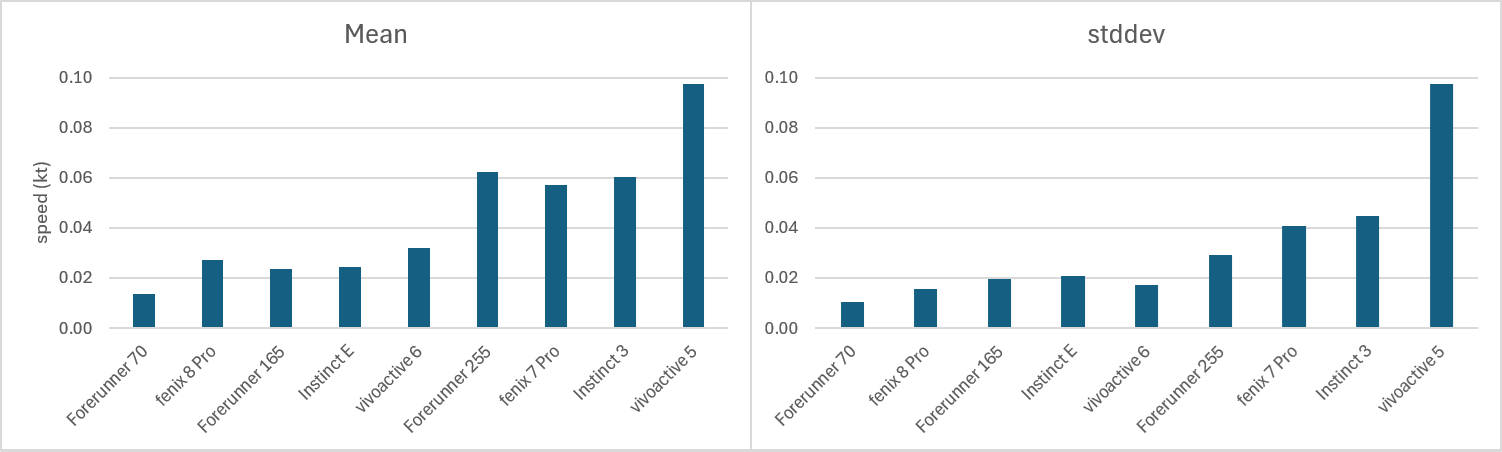 Mean
0.10
0.08
0.06
0.04
0.02
0.00
speed (kt)
Forerunner 70
fenix 8 Pro
Forerunner 165
Instinct E
vivoactive 6
Forerunner 255
fenix 7 Pro
Instinct 3
vivoactive 5
stddev
0.10
0.08
0.06
0.04
0.02
0.00
Forerunner 70
fenix 8 Pro
Forerunner 165
Instinct E
vivoactive 6
Forerunner 255
fenix 7 Pro
Instinct 3
vivoactive 5